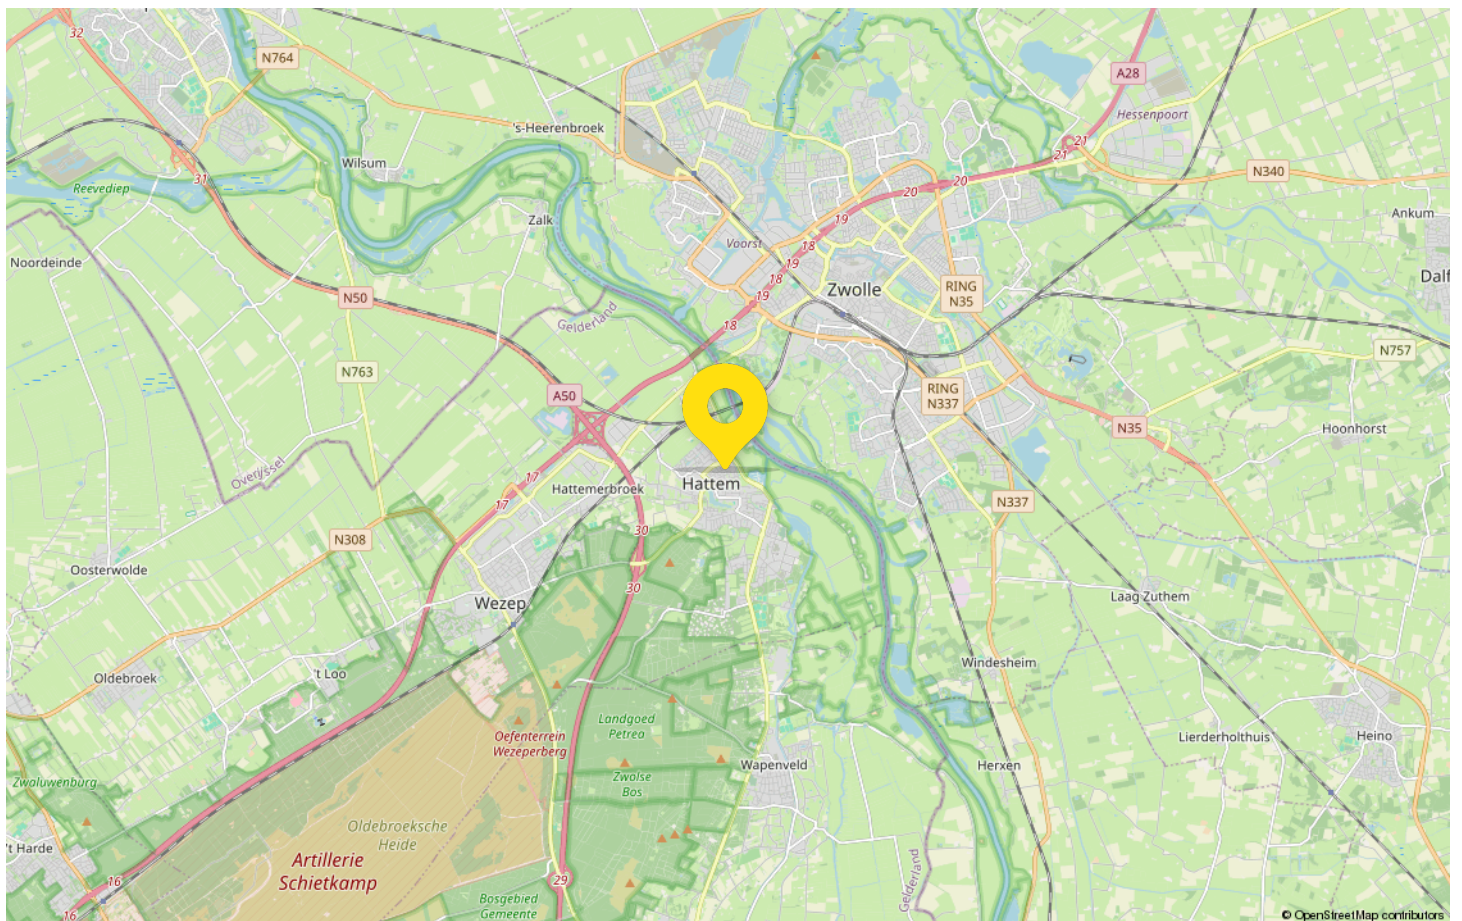 32
N764
A28
Hessenpoort
's-Heerenbroek
21
21
Wilsum
N340
31
Reevediep
20
20
Ankum
Zalk
19
Voorst
18
Noordeinde
19
18
Dalf
Zwolle
RING
N35
N50
19
18
Gelderland
N757
N763
A50
RING
N337
N35
Hoonhorst
Overijssel
17
Hattem
Hattemerbroek
17
N337
30
N308
Oosterwolde
30
Laag Zuthem
Wezep
Windesheim
't Loo
Oldebroek
Landgoed
Petrea
Oefenterrein
Wezeperberg
Lierderholthuis
Heino
Wapenveld
Herxen
Zwaluwenburg
Zwolse
Bos
Oldebroeksche
Heide
't Harde
Artillerie
Schietkamp
Gelderland
16
29
Bosgebied
Gemeente
16
© OpenStreetMap contributors